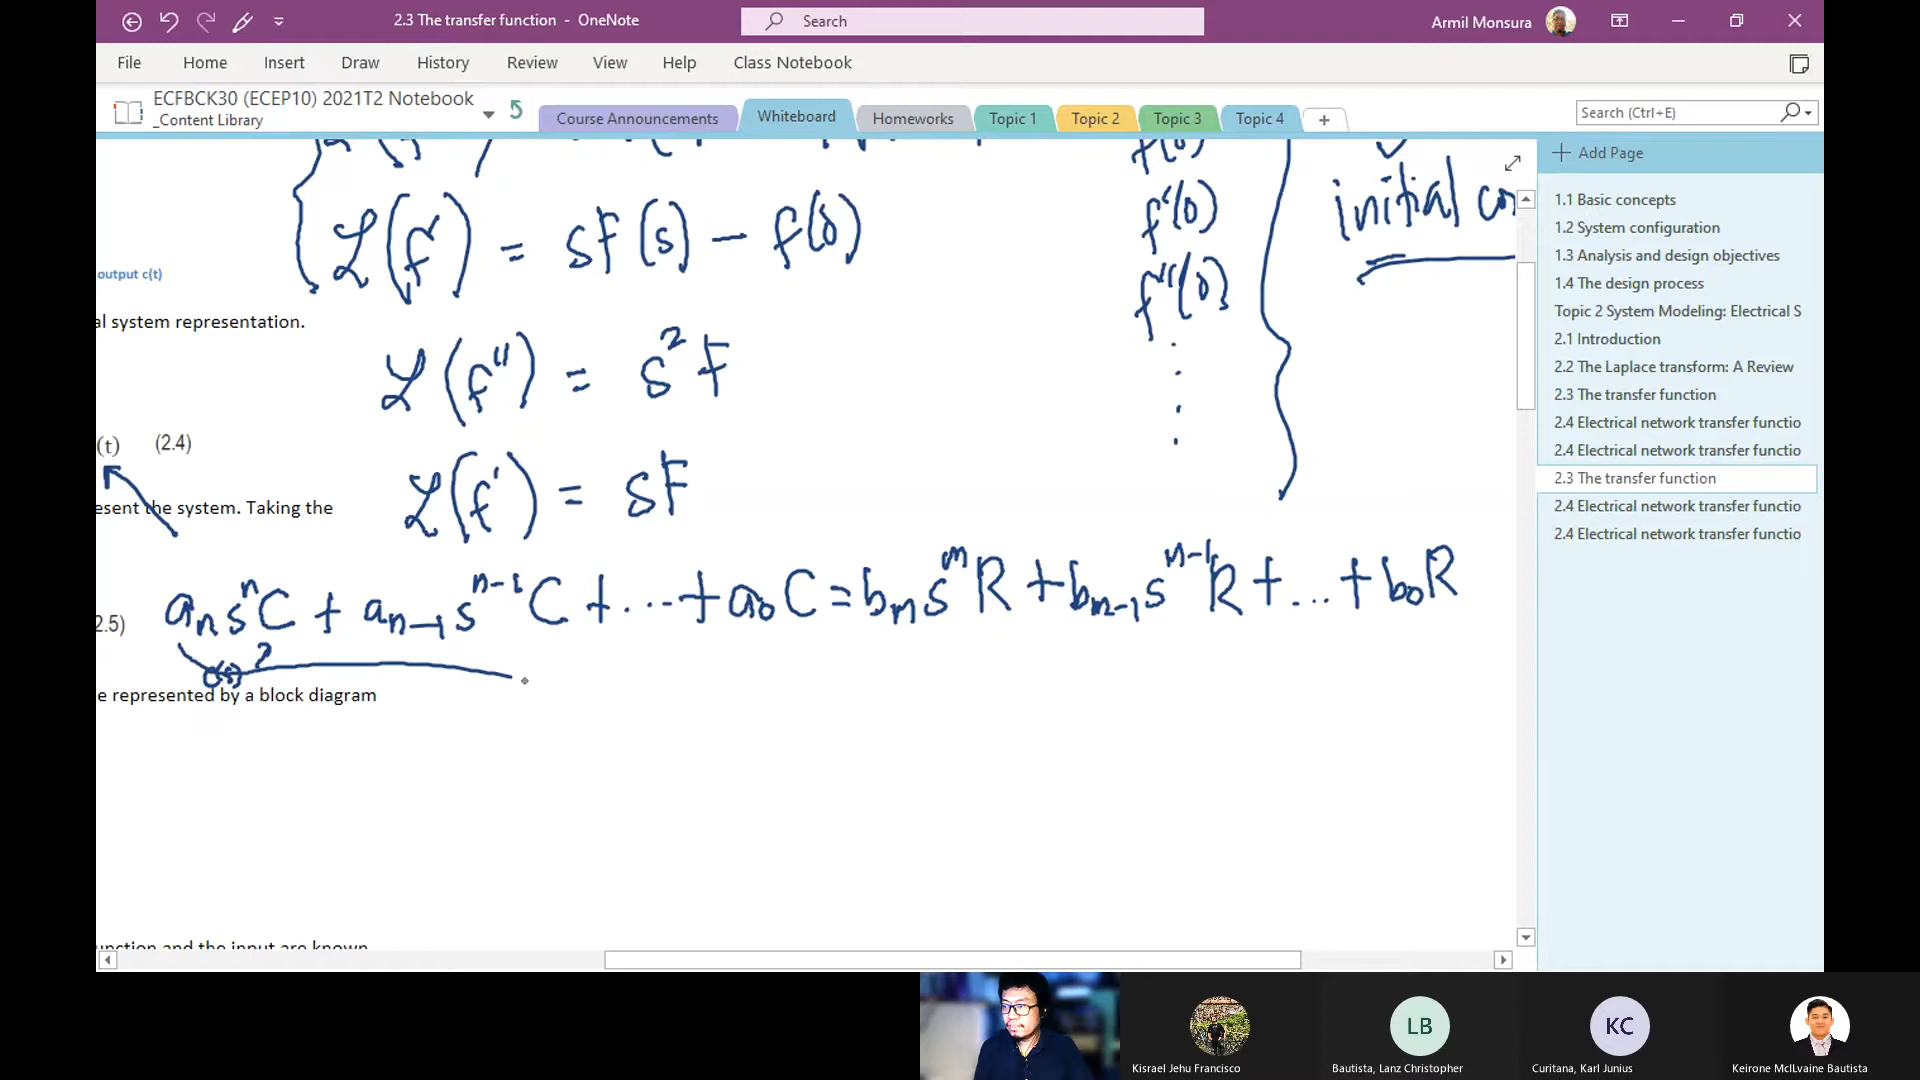 2.3 The transfer function - OneNote
Search
Armil Monsura
File Home Insert Draw History Review View Help Class Notebook
ECFBCK30 (ECEP10) 2021T2 Notebook
_Content Library
Course Announcements Whiteboard Homeworks Topic 1 Topic 2 Topic 3 Topic 4 +
Search (Ctrl+E)
Add Page
1.1 Basic concepts
1.2 System configuration
1.3 Analysis and design objectives
1.4 The design process
Topic 2 System Modeling: Electrical S
2.1 Introduction
2.2 The Laplace transform: A Review
2.3 The transfer function
2.4 Electrical network transfer functio
2.4 Electrical network transfer functio
2.3 The transfer function
2.4 Electrical network transfer functio
2.4 Electrical network transfer functio
f(0)
ℒ(f') = sF(s) - f(0)
f'(0)
initial con
output c(t)
f''(0)
al system representation.
ℒ(f'') = s²F
(t) (2.4)
ℒ(f') = sF
esent the system. Taking the
2.5) aₙsⁿC + aₙ₋₁sⁿ⁻¹C + ... + a₀C = bₘsᵐR + bₘ₋₁sᵐ⁻¹R + ... + b₀R
C(s)
e represented by a block diagram
unction and the input are known
LB KC
Kisrael Jehu Francisco
Bautista, Lanz Christopher
Curitana, Karl Junius
Keirone McIlvaine Bautista